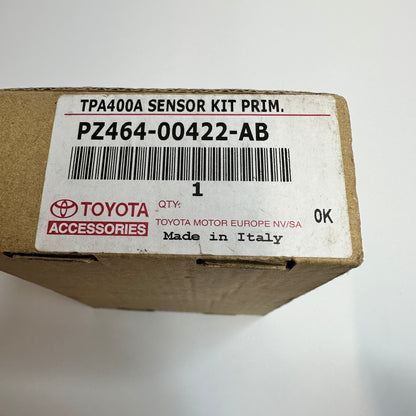 TPA400A SENSOR KIT PRIM.
PZ464-00422-AB
1
TOYOTA
ACCESSORIES
QTY:
TOYOTA MOTOR EUROPE NV/SA
Made in Italy
OK